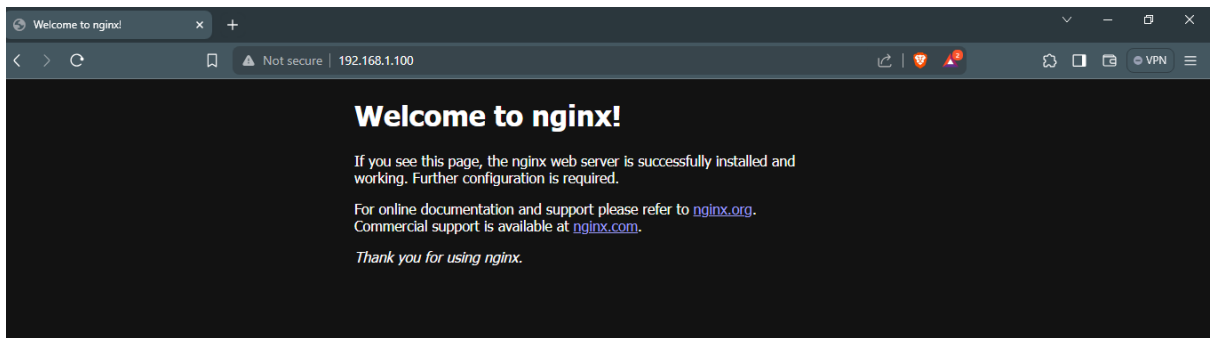 Welcome to nginx!
Not secure 192.168.1.100
2
VPN
Welcome to nginx!
If you see this page, the nginx web server is successfully installed and
working. Further configuration is required.
For online documentation and support please refer to nginx.org.
Commercial support is available at nginx.com.
Thank you for using nginx.